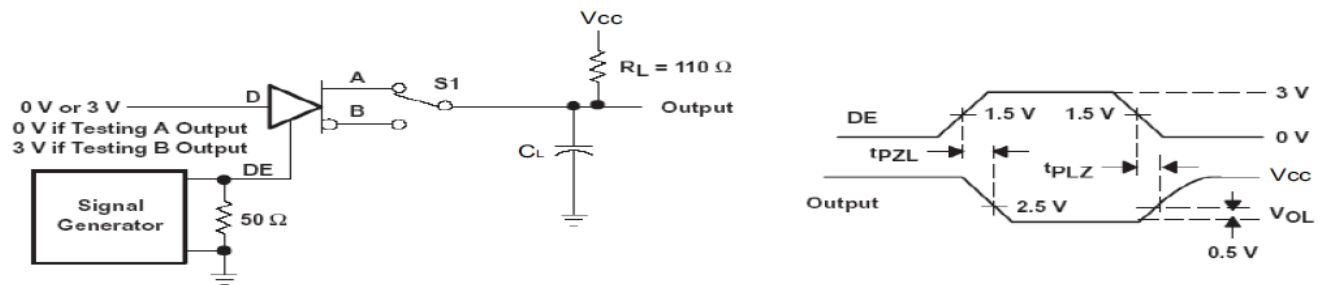 Vcc
RL = 110 Ω
A
S1
D
0 V or 3 V
B
Output
0 V if Testing A Output
3 V if Testing B Output
CL
DE
Signal
Generator
50 Ω
3 V
DE
1.5 V
1.5 V
0 V
tPZL
tPLZ
Vcc
Output
2.5 V
VOL
0.5 V